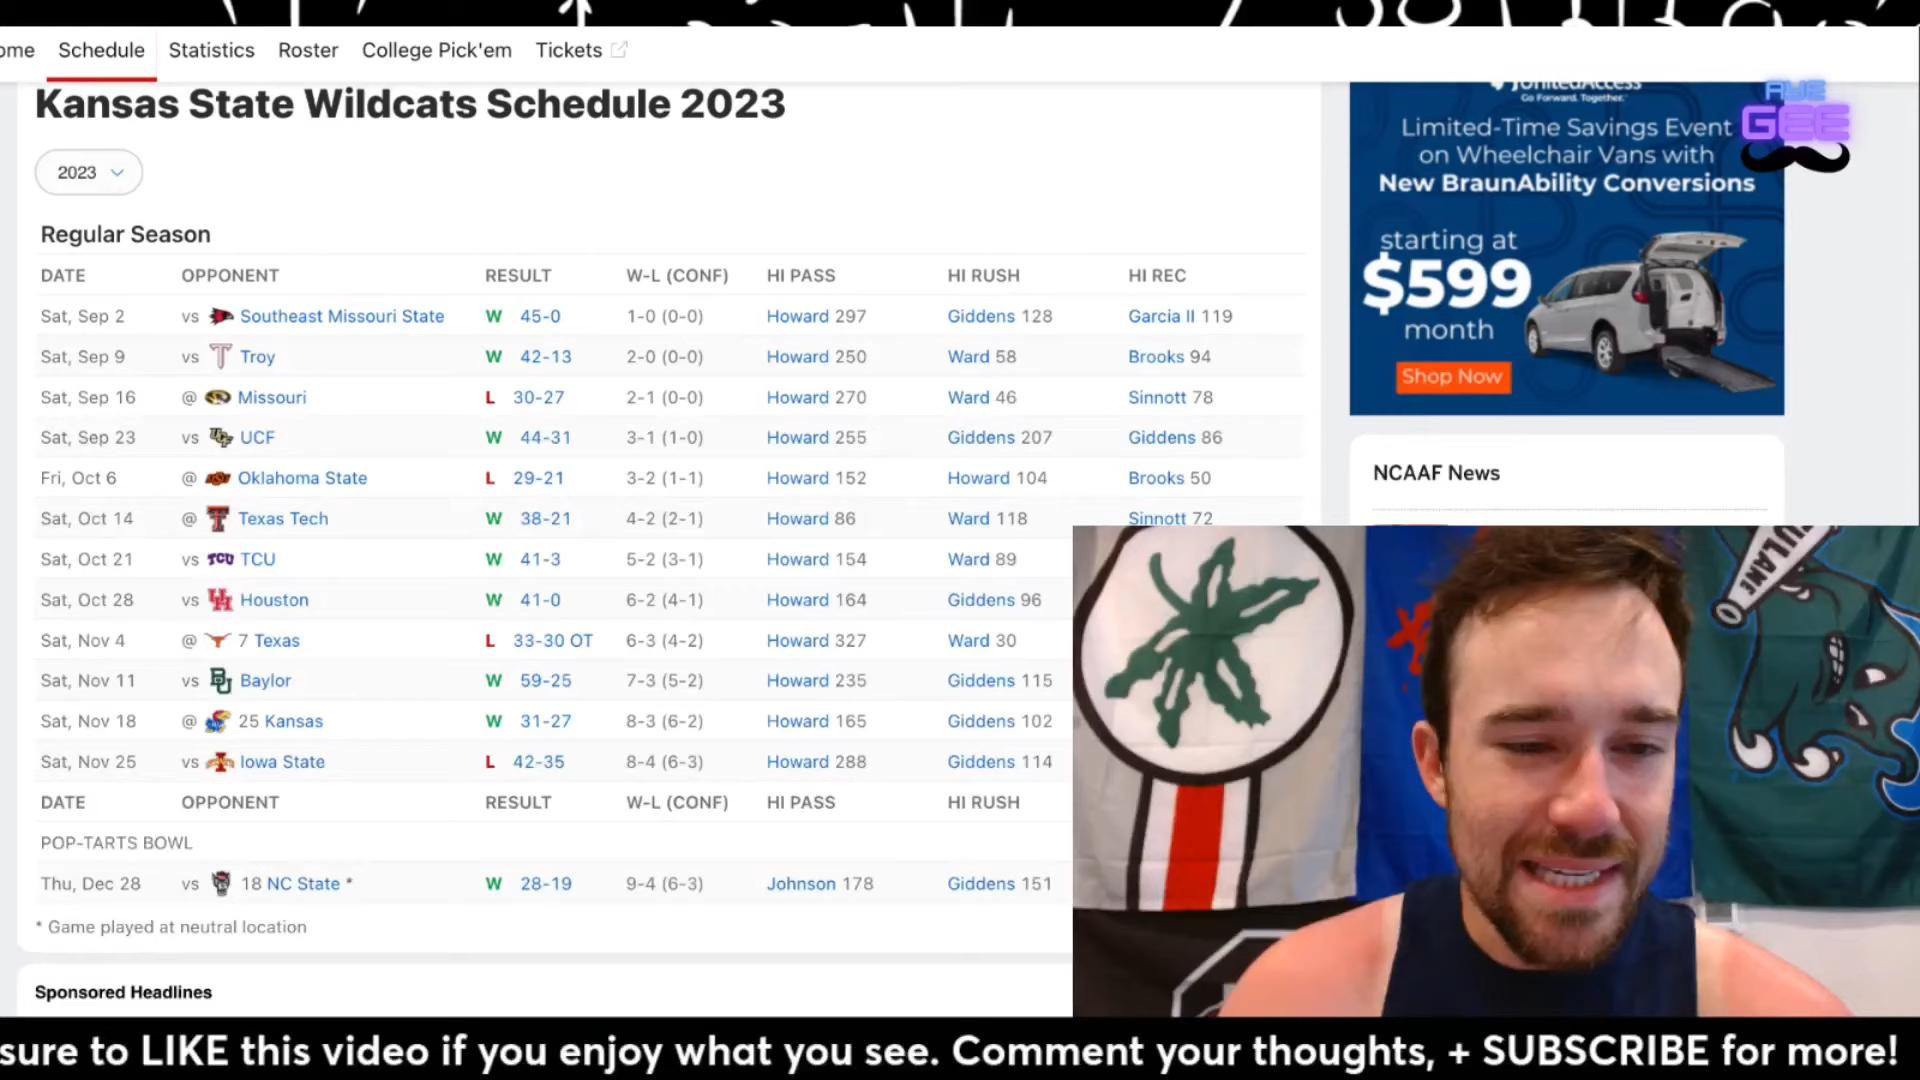 ome Schedule Statistics Roster College Pick'em Tickets
Kansas State Wildcats Schedule 2023
2023
Regular Season
DATE OPPONENT RESULT W-L (CONF) HI PASS HI RUSH HI REC
Sat, Sep 2 vs Southeast Missouri State W 45-0 1-0 (0-0) Howard 297 Giddens 128 Garcia II 119
Sat, Sep 9 vs Troy W 42-13 2-0 (0-0) Howard 250 Ward 58 Brooks 94
Sat, Sep 16 @ Missouri L 30-27 2-1 (0-0) Howard 270 Ward 46 Sinnott 78
Sat, Sep 23 vs UCF W 44-31 3-1 (1-0) Howard 255 Giddens 207 Giddens 86
Fri, Oct 6 @ Oklahoma State L 29-21 3-2 (1-1) Howard 152 Howard 104 Brooks 50
Sat, Oct 14 @ Texas Tech W 38-21 4-2 (2-1) Howard 86 Ward 118 Sinnott 72
Sat, Oct 21 vs TCU TCU W 41-3 5-2 (3-1) Howard 154 Ward 89
Sat, Oct 28 vs Houston W 41-0 6-2 (4-1) Howard 164 Giddens 96
Sat, Nov 4 @ 7 Texas L 33-30 OT 6-3 (4-2) Howard 327 Ward 30
Sat, Nov 11 vs Baylor W 59-25 7-3 (5-2) Howard 235 Giddens 115
Sat, Nov 18 @ 25 Kansas W 31-27 8-3 (6-2) Howard 165 Giddens 102
Sat, Nov 25 vs Iowa State L 42-35 8-4 (6-3) Howard 288 Giddens 114
DATE OPPONENT RESULT W-L (CONF) HI PASS HI RUSH
POP-TARTS BOWL
Thu, Dec 28 vs 18 NC State * W 28-19 9-4 (6-3) Johnson 178 Giddens 151
* Game played at neutral location
Sponsored Headlines
UnitedAccess
Go Forward. Together.
Limited-Time Savings Event
on Wheelchair Vans with
New BraunAbility Conversions
starting at
$599
month
Shop Now
AYE
GEE
NCAAF News
ULANE
sure to LIKE this video if you enjoy what you see. Comment your thoughts, + SUBSCRIBE for more!